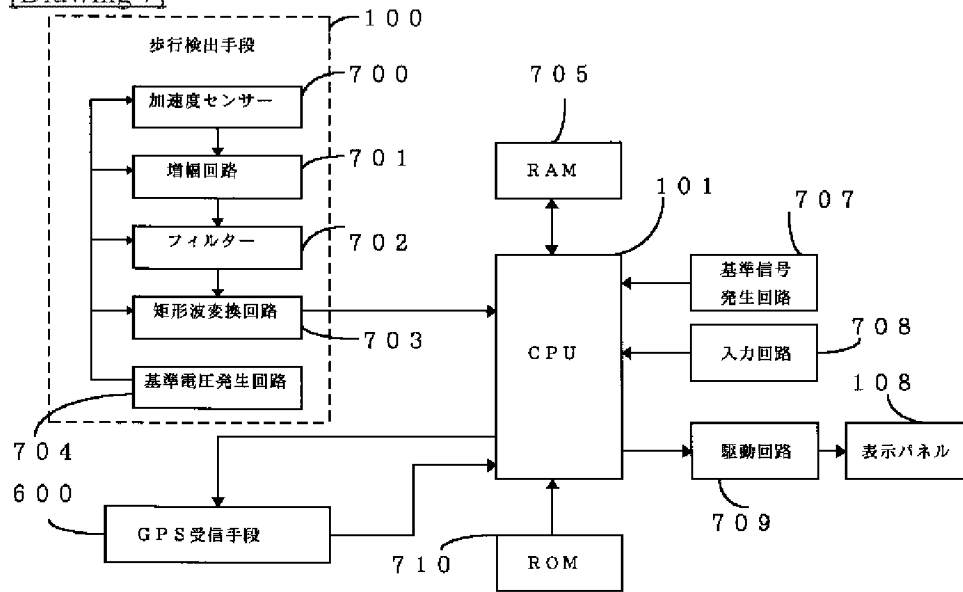 [Drawing 7]
100
歩行検出手段
700
加速度センサー
701
増幅回路
702
フィルター
矩形波変換回路
703
基準電圧発生回路
704
600
GPS受信手段
705
RAM
101
CPU
707
基準信号
発生回路
708
入力回路
108
駆動回路
表示パネル
709
710
ROM